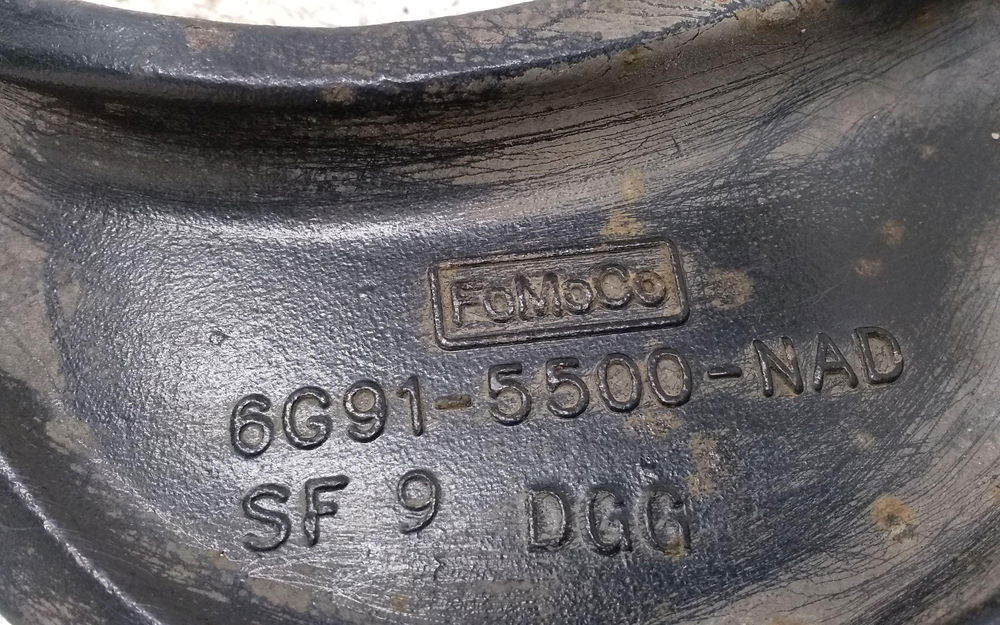 FoMoCo
6G91-5500-NAD
SF 9 DGG